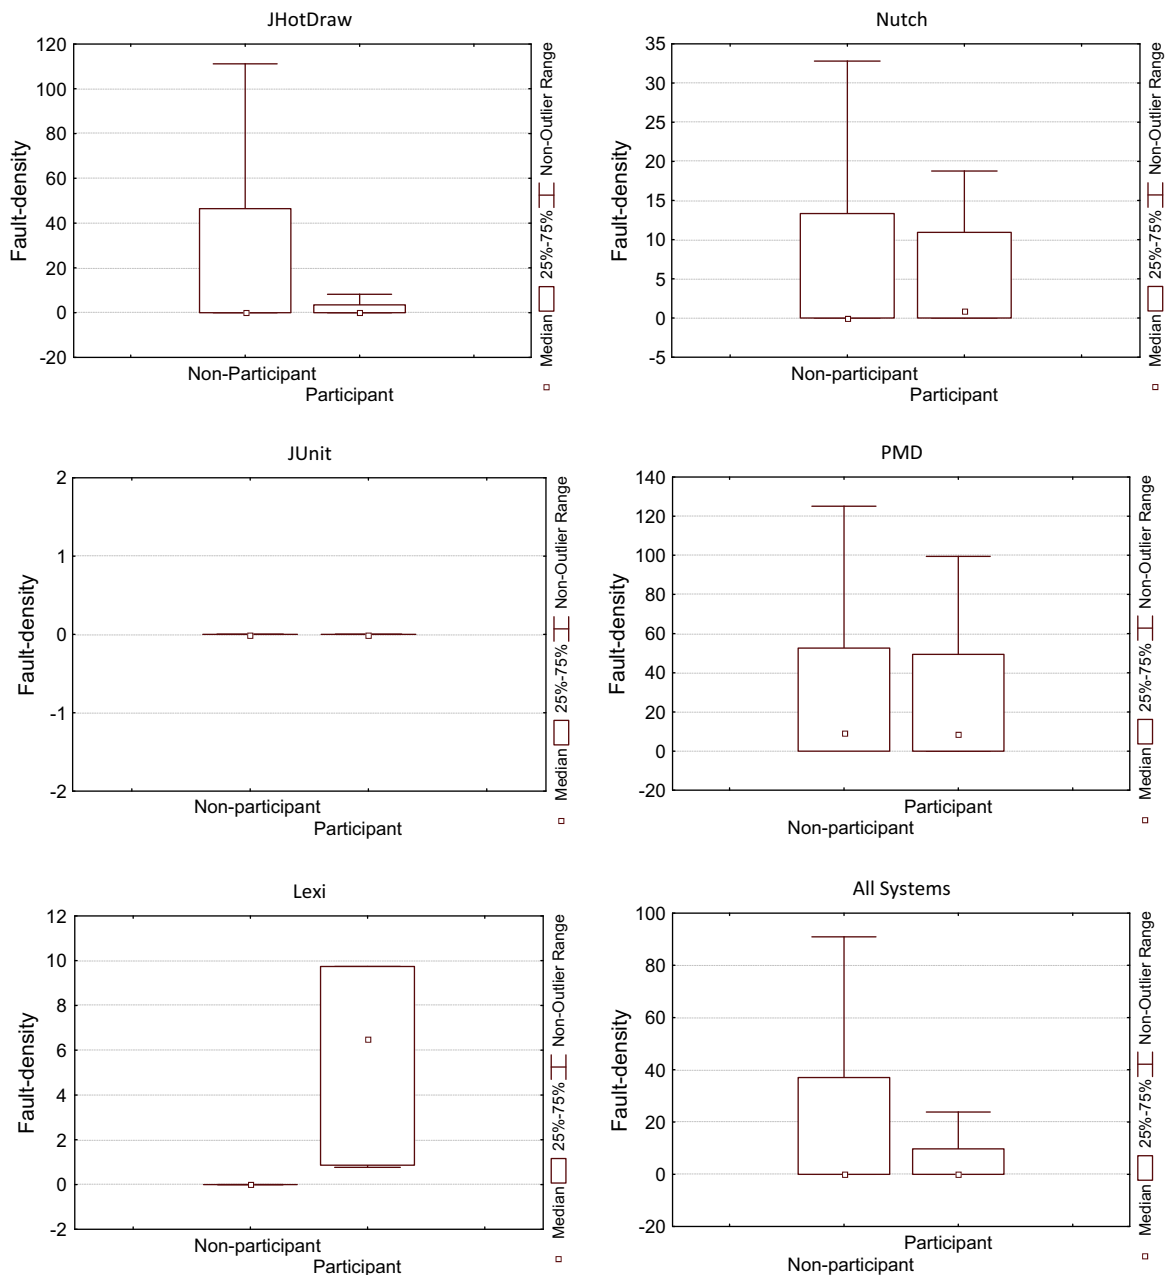 JHotDraw
120
100
80
60
40
20
0
-20
Fault-density
Non-Participant
Participant
Median 25%-75% Non-Outlier Range
Nutch
35
30
25
20
15
10
5
0
-5
Fault-density
Non-participant
Participant
Median 25%-75% Non-Outlier Range
JUnit
2
1
0
-1
-2
Fault-density
Non-participant
Participant
Median 25%-75% Non-Outlier Range
PMD
140
120
100
80
60
40
20
0
-20
Fault-density
Participant
Non-participant
Median 25%-75% Non-Outlier Range
Lexi
12
10
8
6
4
2
0
-2
Fault-density
Non-participant
Participant
Median 25%-75% Non-Outlier Range
All Systems
100
80
60
40
20
0
-20
Fault-density
Participant
Non-participant
Median 25%-75% Non-Outlier Range